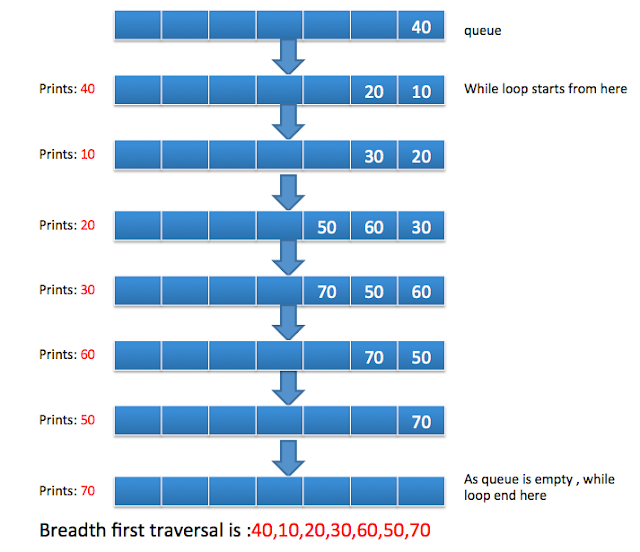 40 queue
Prints: 40 20 10 While loop starts from here
Prints: 10 30 20
Prints: 20 50 60 30
Prints: 30 70 50 60
Prints: 60 70 50
Prints: 50 70
Prints: 70 As queue is empty , while
loop end here
Breadth first traversal is :40,10,20,30,60,50,70